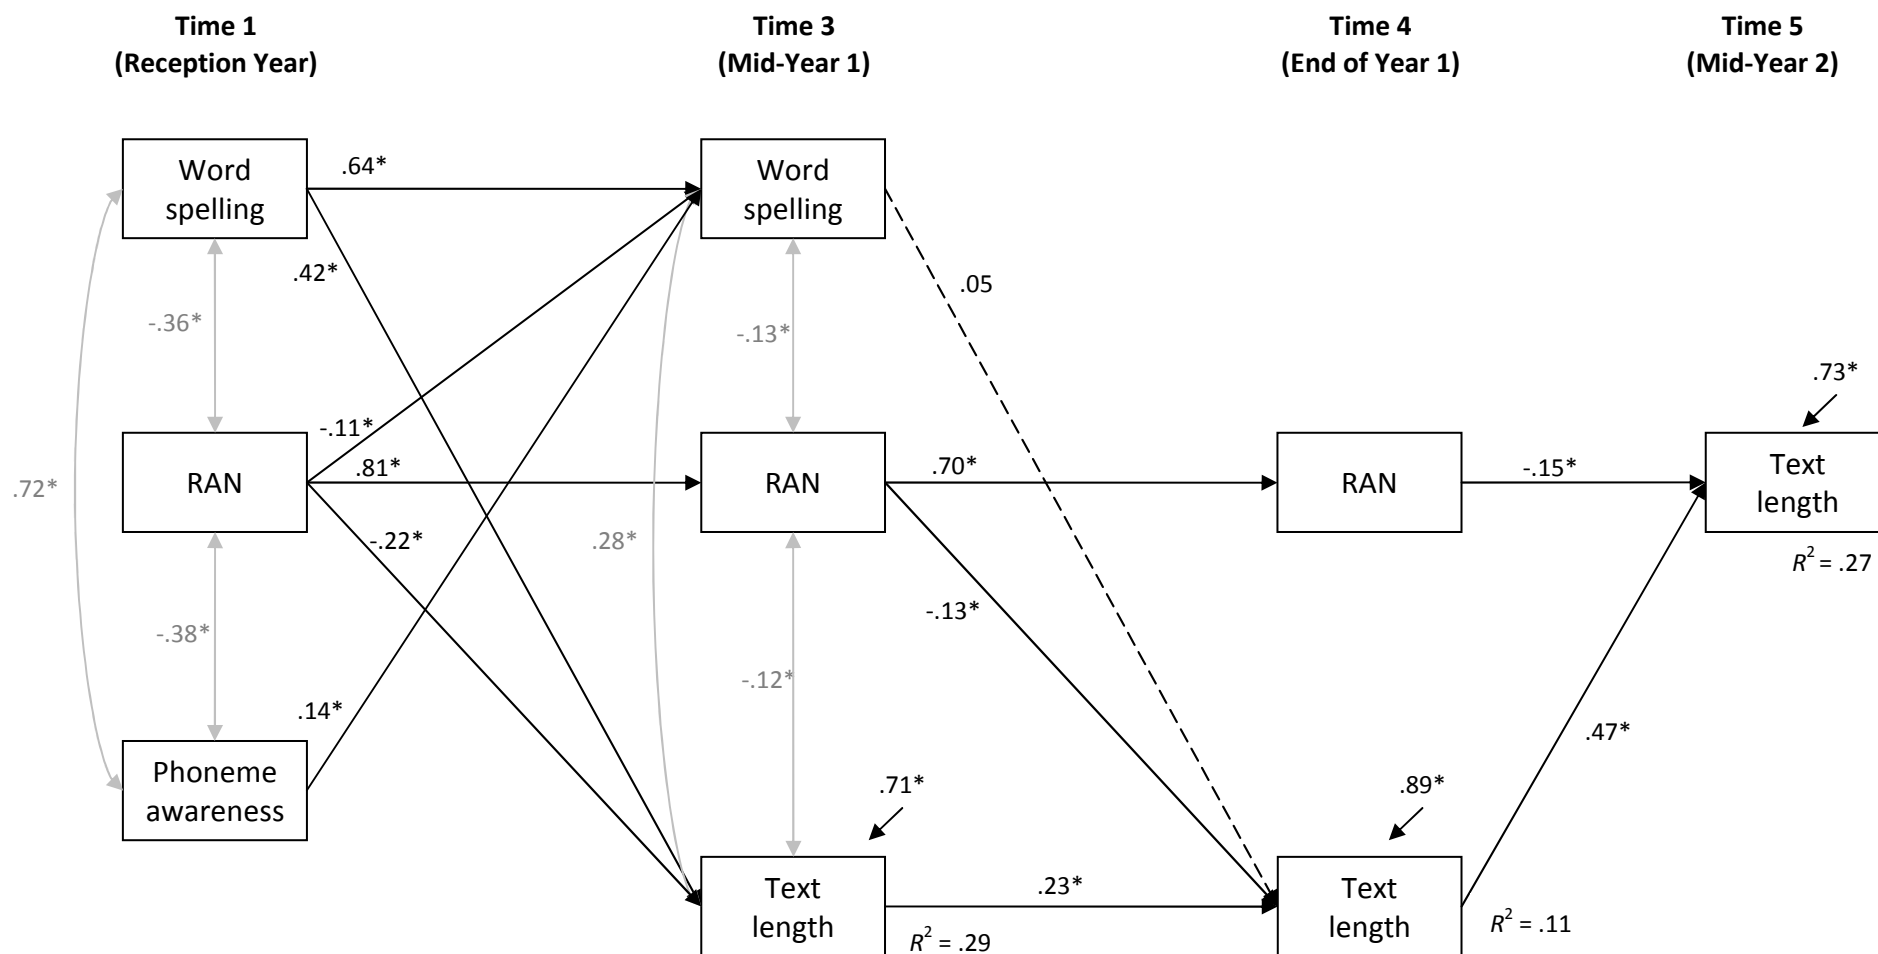 Time 1
(Reception Year)
Time 3
(Mid-Year 1)
Time 4
(End of Year 1)
Time 5
(Mid-Year 2)
Word
spelling
.64*
Word
spelling
.42*
.05
-.36*
-.13*
.73*
-.11*
RAN
.81*
RAN
.70*
RAN
-.15*
Text
length
.72*
-.22*
.28*
R² = .27
-.13*
-.38*
-.12*
.14*
.47*
Phoneme
awareness
.71*
.89*
Text
length
.23*
R² = .29
Text
length
R² = .11